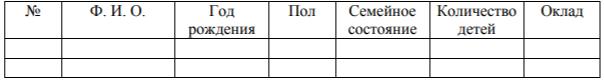 № Ф. И. О. Год рождения Пол Семейное состояние Количество детей Оклад